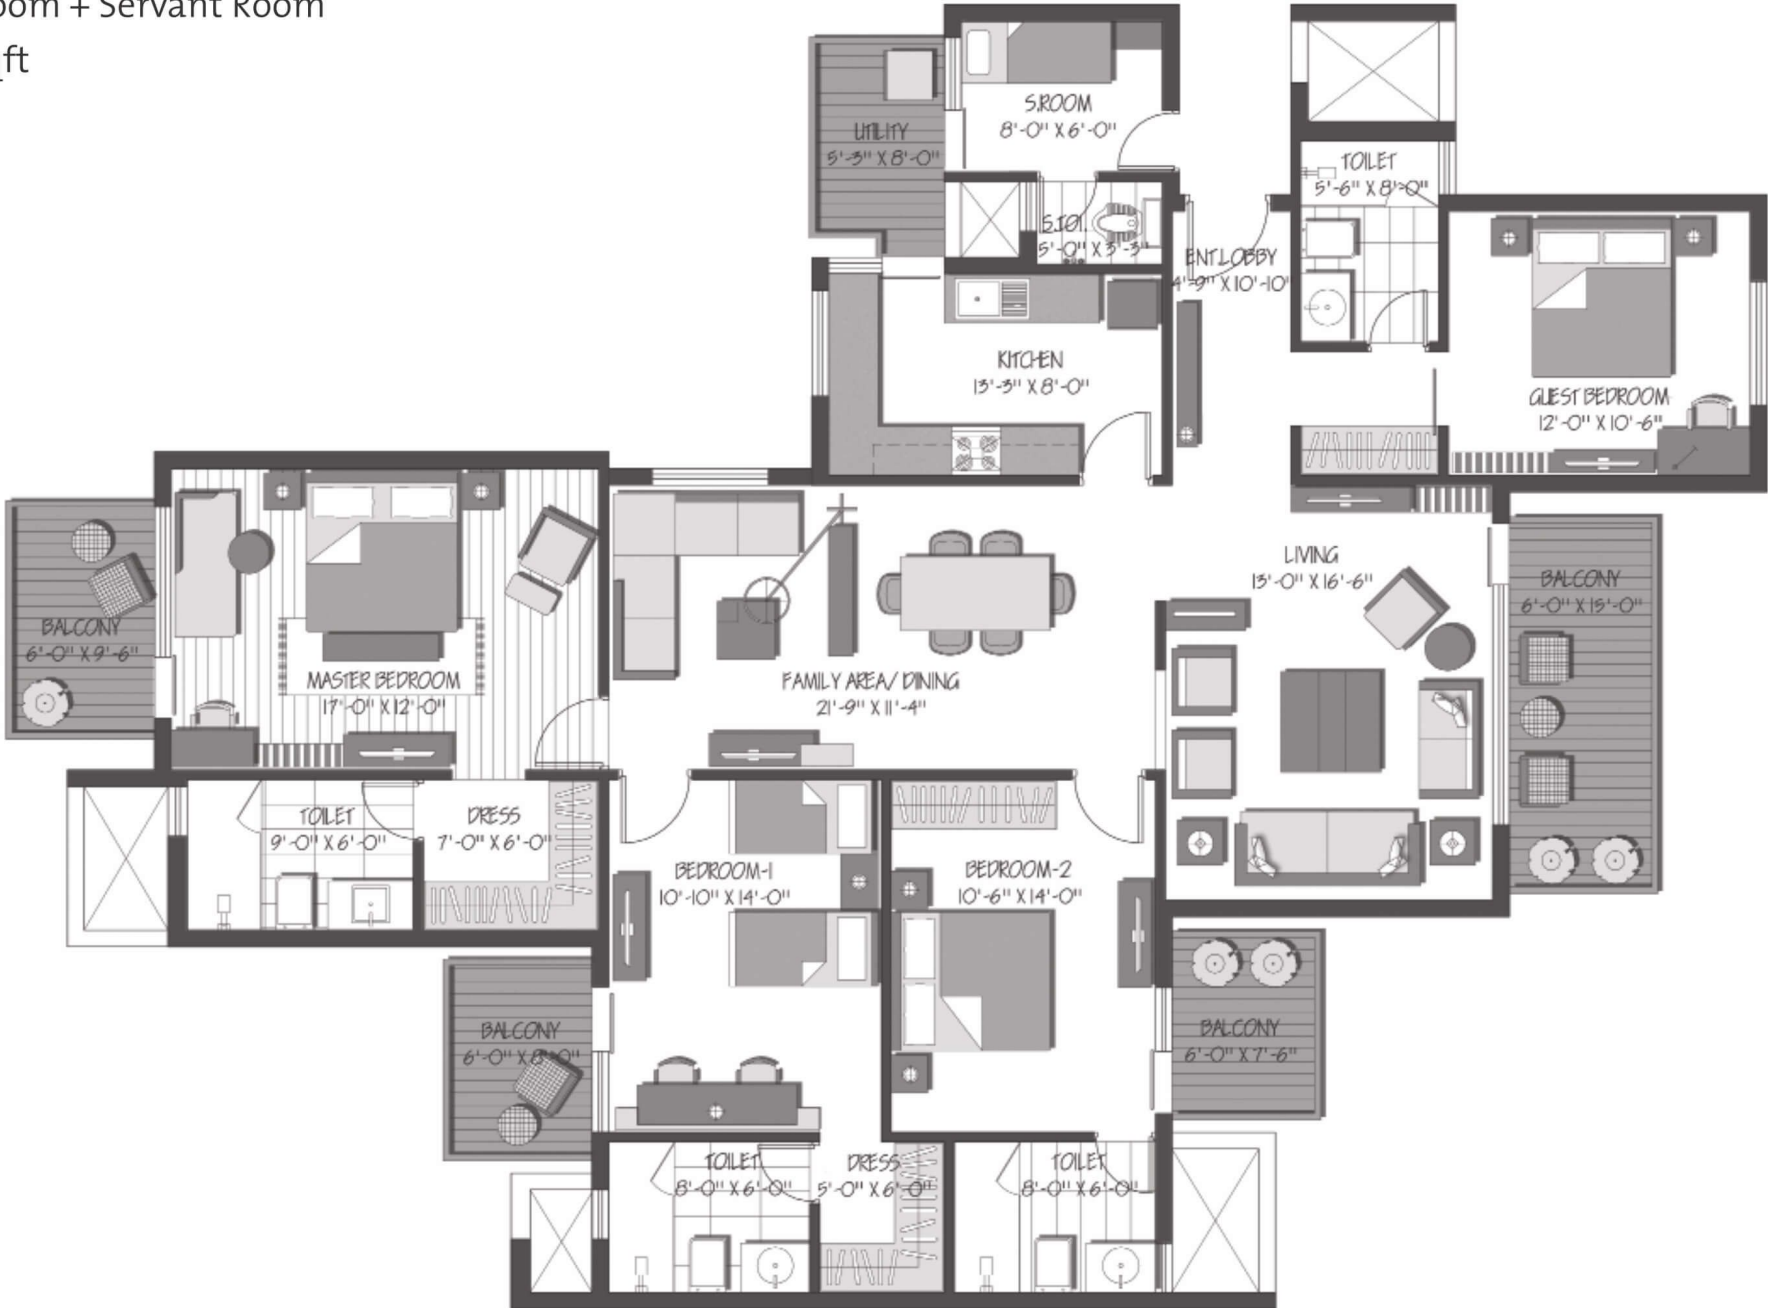 + Servant Room
ft
S.ROOM
8'-0" X 6'-0"
UTILITY
5'-3" X 8'-0"
TOILET
5'-6" X 8'-0"
S.TOI.
5'-0" X 3'-3"
ENT.LOBBY
4'-9" X 10'-10"
KITCHEN
13'-3" X 8'-0"
GUEST BEDROOM
12'-0" X 10'-6"
LIVING
13'-0" X 16'-6"
BALCONY
6'-0" X 15'-0"
BALCONY
6'-0" X 9'-6"
MASTER BEDROOM
17'-0" X 12'-0"
FAMILY AREA/ DINING
21'-9" X 11'-4"
TOILET
9'-0" X 6'-0"
DRESS
7'-0" X 6'-0"
BEDROOM-1
10'-10" X 14'-0"
BEDROOM-2
10'-6" X 14'-0"
BALCONY
6'-0" X
BALCONY
6'-0" X 7'-6"
TOILET
8'-0" X 6'-0"
DRESS
5'-0" X 6'-0"
TOILET
8'-0" X 6'-0"